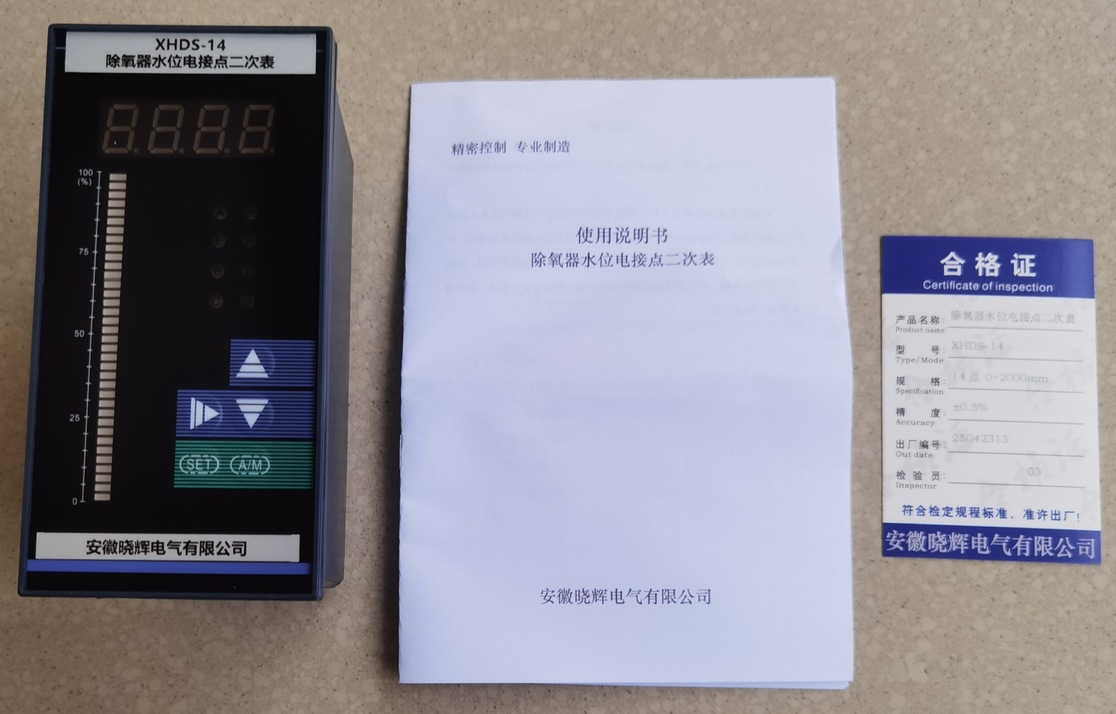 XHDS-14
除氧器水位电接点二次表
8.8.8.8.
100
(%)
75
50
25
0
SET
A/M
安徽晓辉电气有限公司
精密控制 专业制造
使用说明书
除氧器水位电接点二次表
安徽晓辉电气有限公司
合格证
Certificate of inspection
产品名称: 除氧器水位电接点二次表
Product name
型 号: XHDS-14
Type/Mode
规 格: 14点 0-2000mm
Specification
精 度: ±0.5%
Accuracy
出厂编号: 25042313
Out date
检 验 员: 03
Inspector
符合检定规程标准，准许出厂!
安徽晓辉电气有限公司